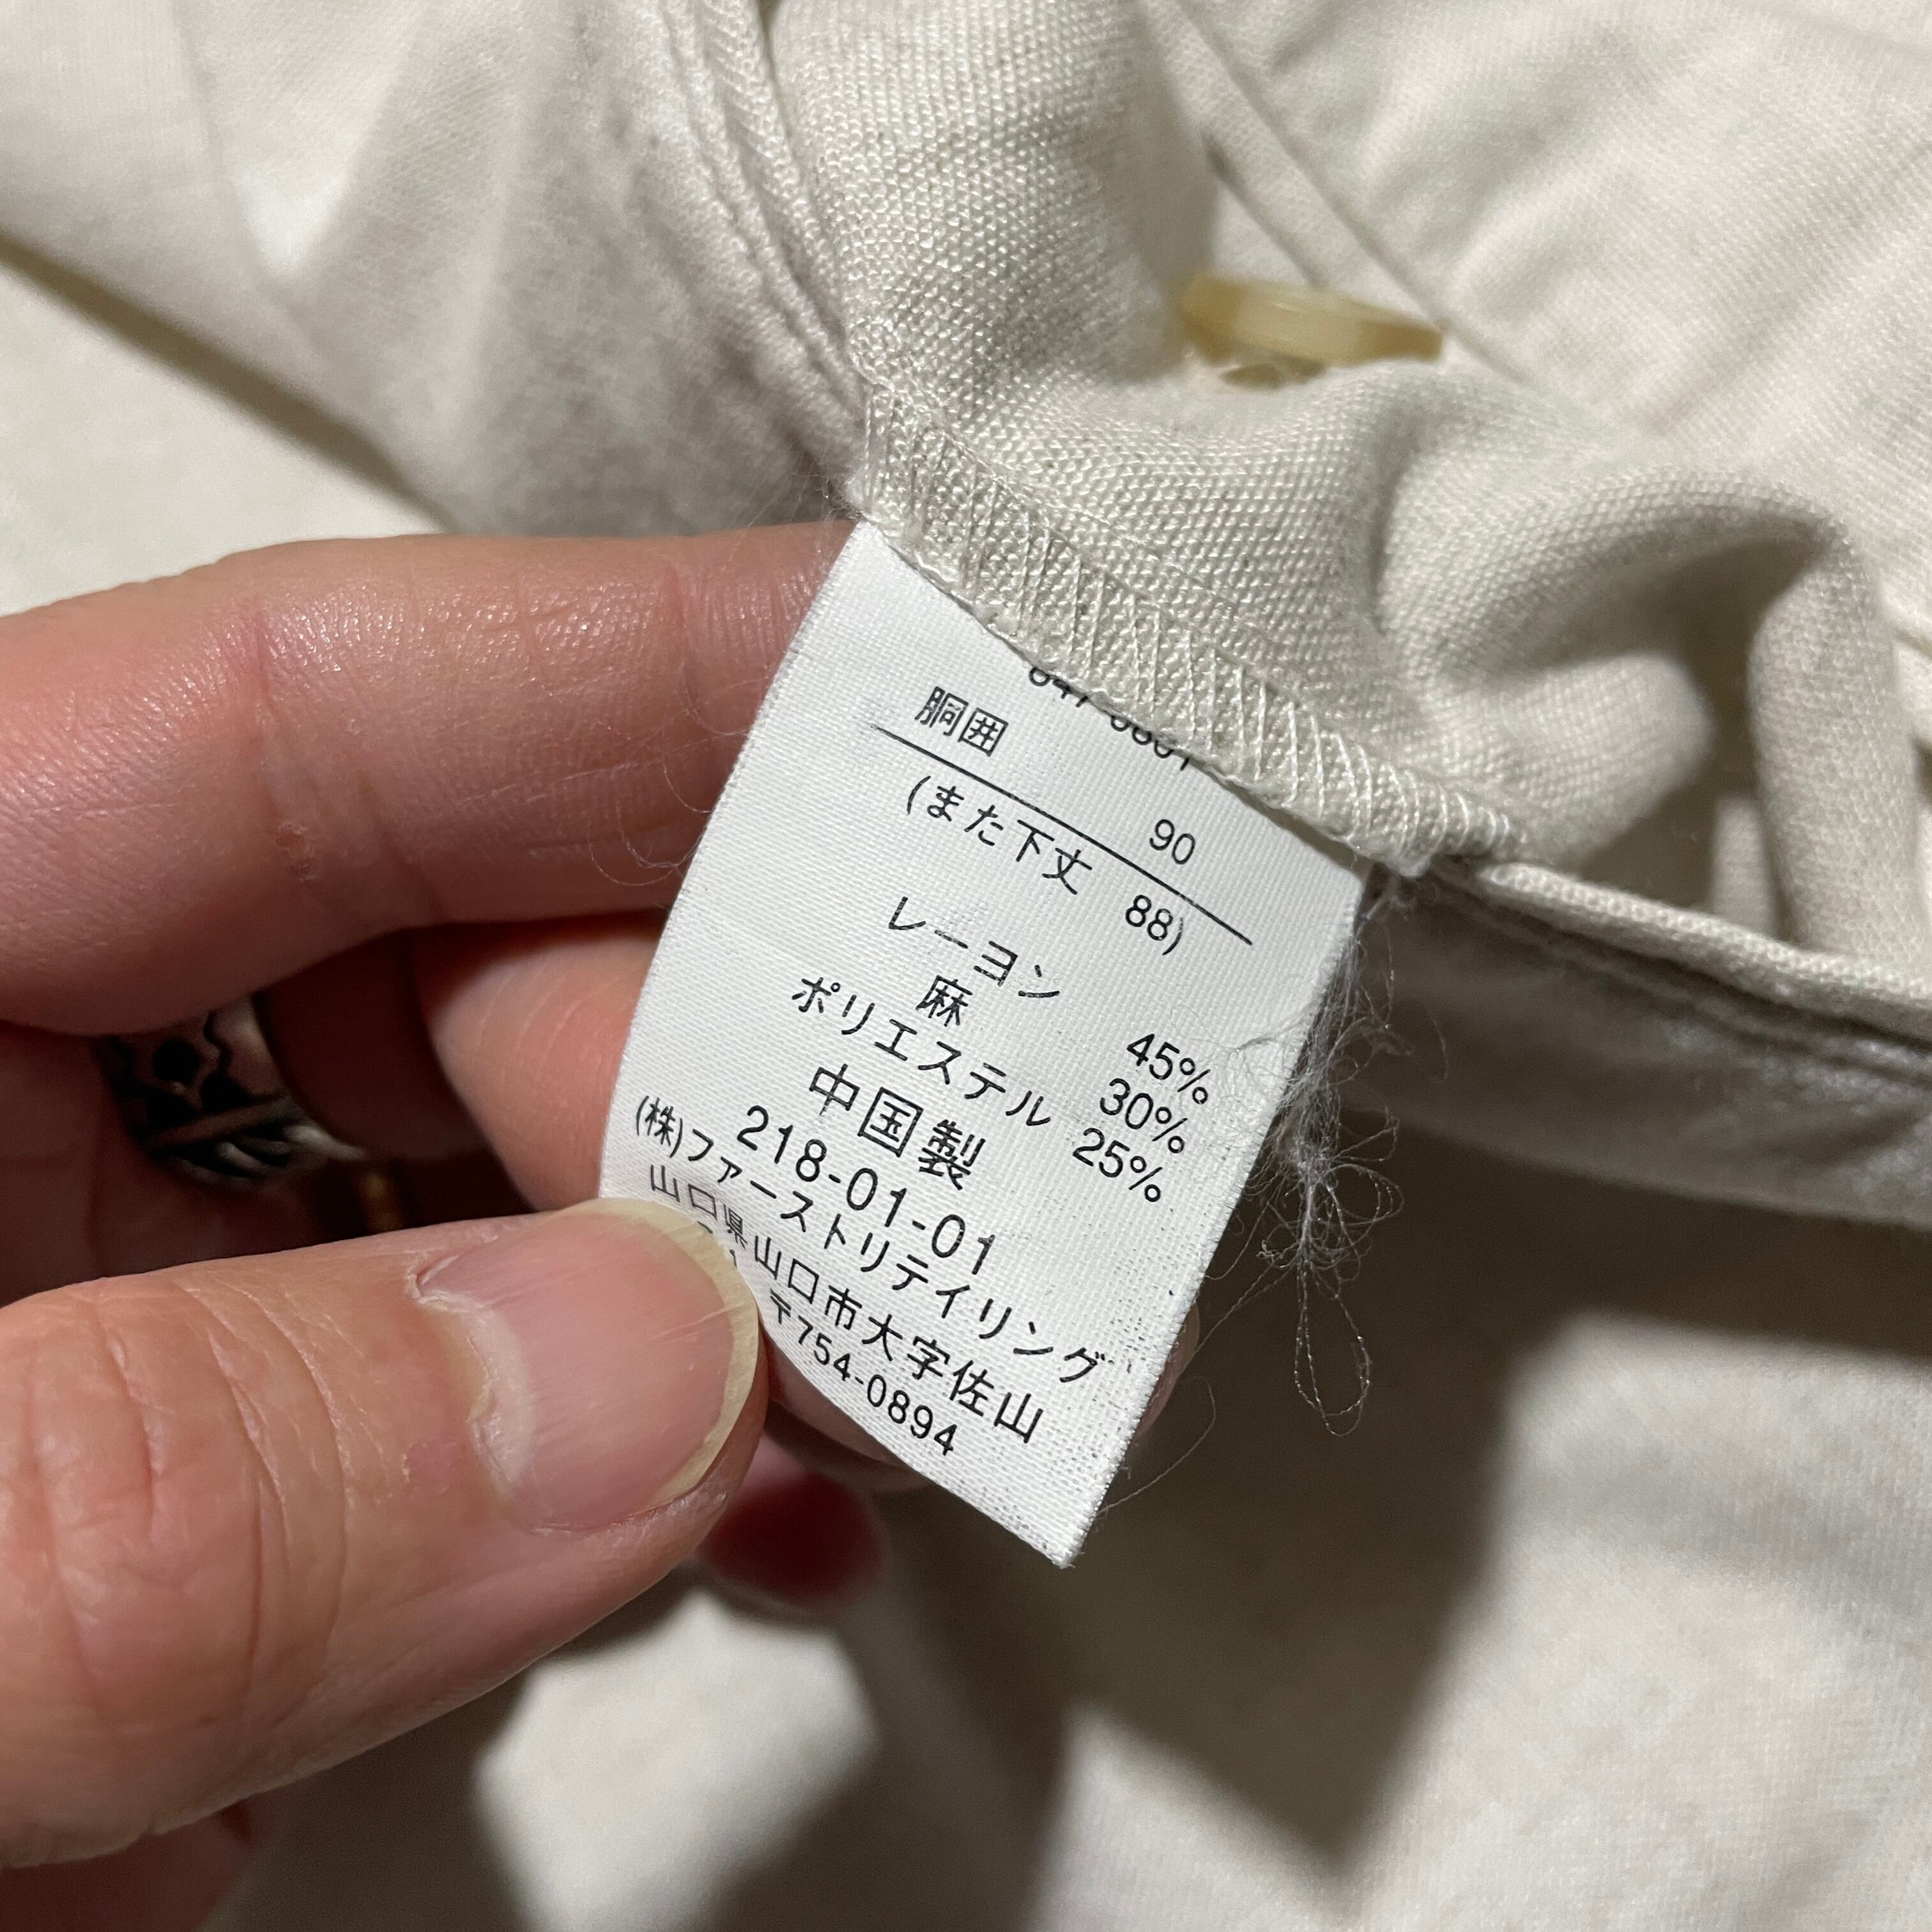 胴囲 90
(また下丈 88)
レーヨン 45%
麻 30%
ポリエステル 25%
中国製
218-01-01
(株)ファーストリテイリング
山口県山口市大字佐山
〒754-0894